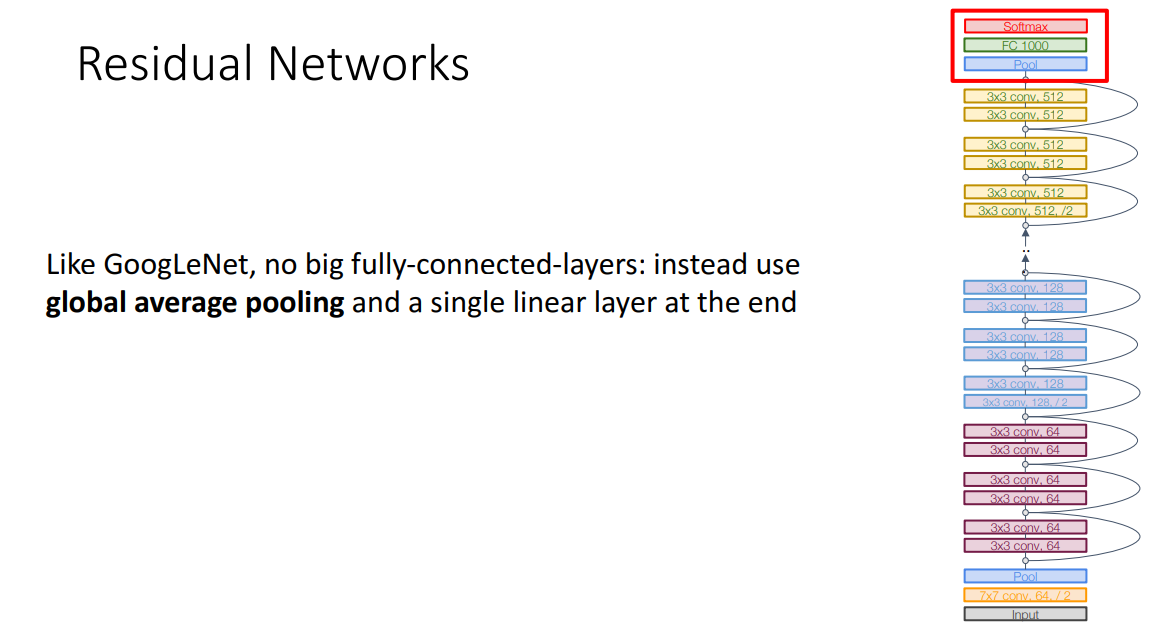 Residual Networks
Like GoogLeNet, no big fully-connected-layers: instead use
global average pooling and a single linear layer at the end
Softmax
FC 1000
Pool
3x3 conv, 512
3x3 conv, 512
3x3 conv, 512
3x3 conv, 512
3x3 conv, 512
3x3 conv, 512, /2
..
3x3 conv, 128
3x3 conv, 128
3x3 conv, 128
3x3 conv, 128
3x3 conv, 128
3x3 conv, 128, / 2
3x3 conv, 64
3x3 conv, 64
3x3 conv, 64
3x3 conv, 64
3x3 conv, 64
3x3 conv, 64
Pool
7x7 conv, 64, / 2
Input